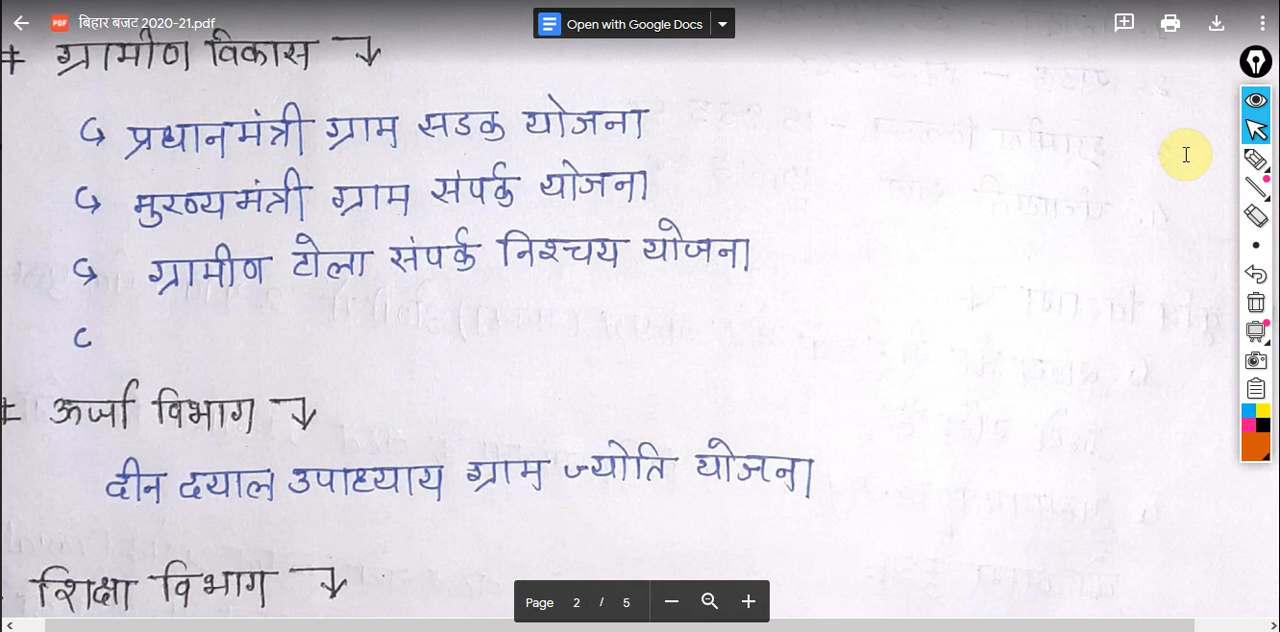 PDF बिहार बजट 2020-21.pdf
Open with Google Docs
ग्रामीण विकास
प्रधानमंत्री ग्राम सडक योजना
मुख्यमंत्री ग्राम संपर्क योजना
ग्रामीण टोला संपर्क निश्चय योजना
ऊर्जा विभाग
दीन दयाल उपाध्याय ग्राम ज्योति योजना
शिक्षा विभाग
Page 2 / 5